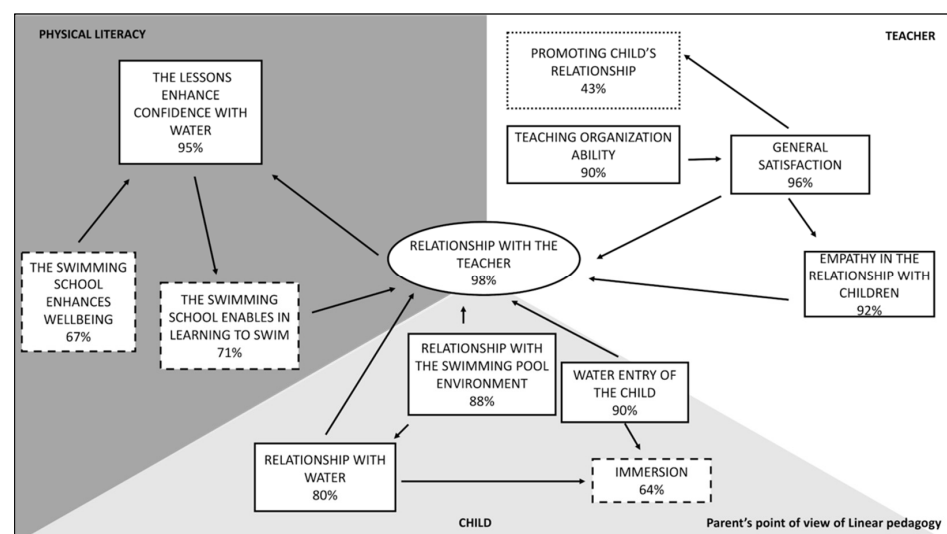 PHYSICAL LITERACY
TEACHER
THE LESSONS
ENHANCE
CONFIDENCE WITH
WATER
95%
PROMOTING CHILD'S
RELATIONSHIP
43%
TEACHING ORGANIZATION
ABILITY
90%
GENERAL
SATISFACTION
96%
RELATIONSHIP WITH THE
TEACHER
98%
EMPATHY IN THE
RELATIONSHIP WITH
CHILDREN
92%
THE SWIMMING
SCHOOL
ENHANCES
WELLBEING
67%
THE SWIMMING
SCHOOL ENABLES IN
LEARNING TO SWIM
71%
RELATIONSHIP WITH
THE SWIMMING POOL
ENVIRONMENT
88%
WATER ENTRY OF
THE CHILD
90%
RELATIONSHIP WITH
WATER
80%
IMMERSION
64%
CHILD
Parent's point of view of Linear pedagogy